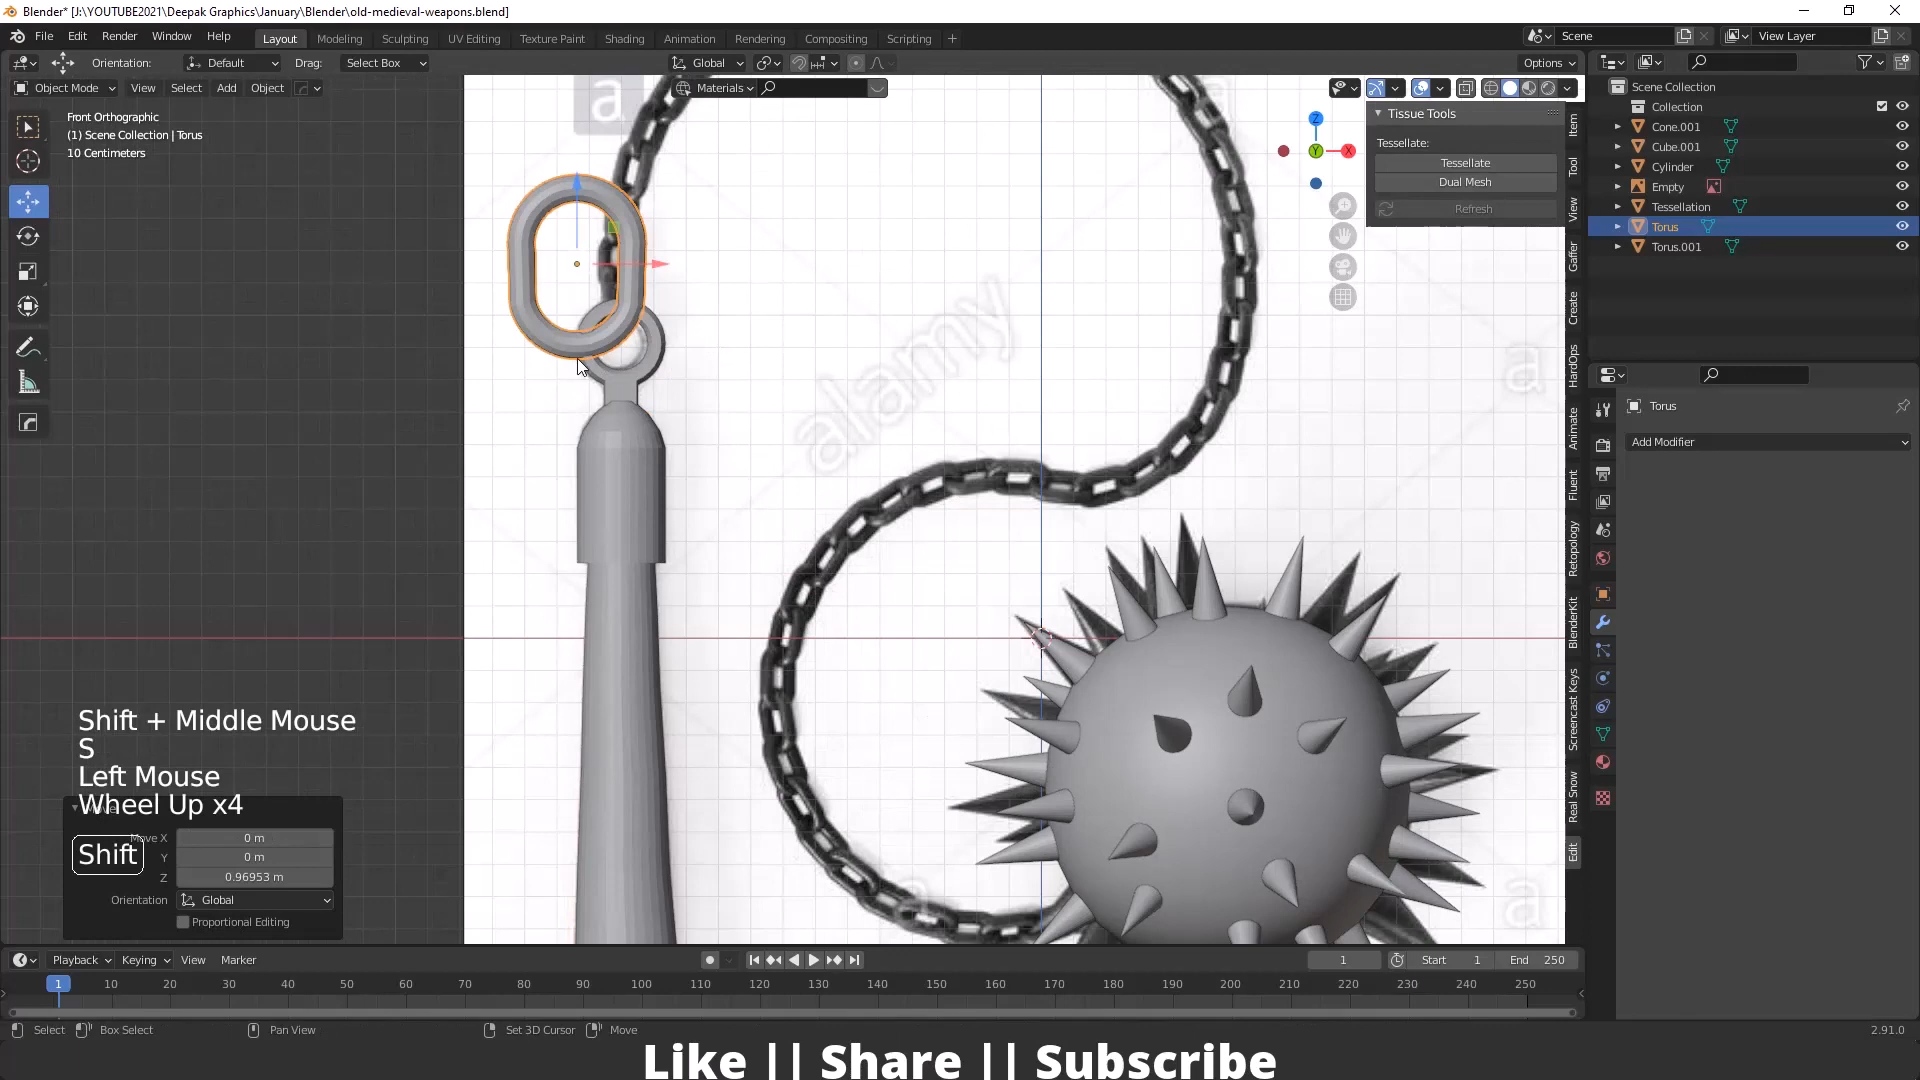 Blender* [J:\YOUTUBE2021\Deepak Graphics\January\Blender\old-medieval-weapons.blend]
File Edit Render Window Help
Layout Modeling Sculpting UV Editing Texture Paint Shading Animation Rendering Compositing Scripting +
Scene
View Layer
Orientation: Default Drag: Select Box
Global
Options
Object Mode View Select Add Object
Materials
Front Orthographic
(1) Scene Collection | Torus
10 Centimeters
a
Z
Y
X
Tissue Tools
Tessellate:
Tessellate
Dual Mesh
Refresh
Item
Tool
View
Gaffer
Create
HardOps
Animate
Fluent
Retopology
BlenderKit
Screencast Keys
Real Snow
Edit
Scene Collection
Collection
Cone.001
Cube.001
Cylinder
Empty
Tessellation
Torus
Torus.001
Torus
Add Modifier
alamy
a
a
a
Shift + Middle Mouse
S
Left Mouse
Wheel Up x4
Shift
Move X 0 m
Y 0 m
Z 0.96953 m
Orientation Global
Proportional Editing
Playback Keying View Marker
1
Start 1
End 250
1 10 20 30 40 50 60 70 80 90 100 110 120 130 140 150 160 170 180 190 200 210 220 230 240 250
Select Box Select Pan View Set 3D Cursor Move
2.91.0
Like || Share || Subscribe